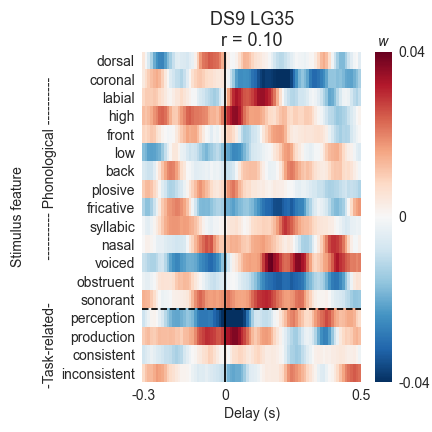 DS9 LG35
r = 0.10
w
Stimulus feature
---------- Phonological ----------
-Task-related-
dorsal
coronal
labial
high
front
low
back
plosive
fricative
syllabic
nasal
voiced
obstruent
sonorant
perception
production
consistent
inconsistent
0.04
0
-0.04
-0.3
0
0.5
Delay (s)